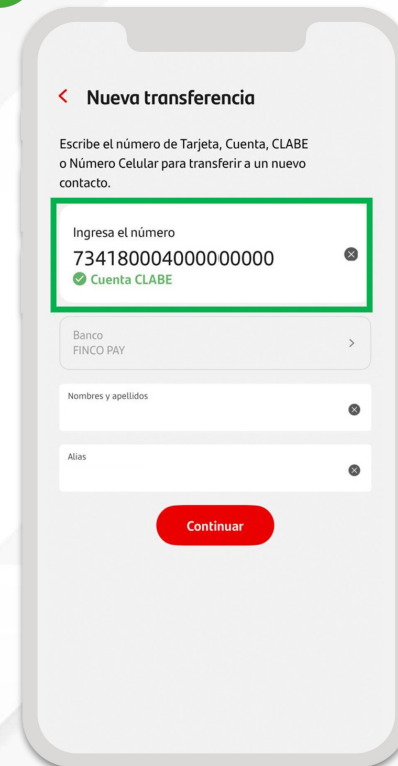 Nueva transferencia
Escribe el número de Tarjeta, Cuenta, CLABE
o Número Celular para transferir a un nuevo
contacto.
Ingresa el número
734180004000000000
Cuenta CLABE
Banco
FINCO PAY
Nombres y apellidos
Alias
Continuar